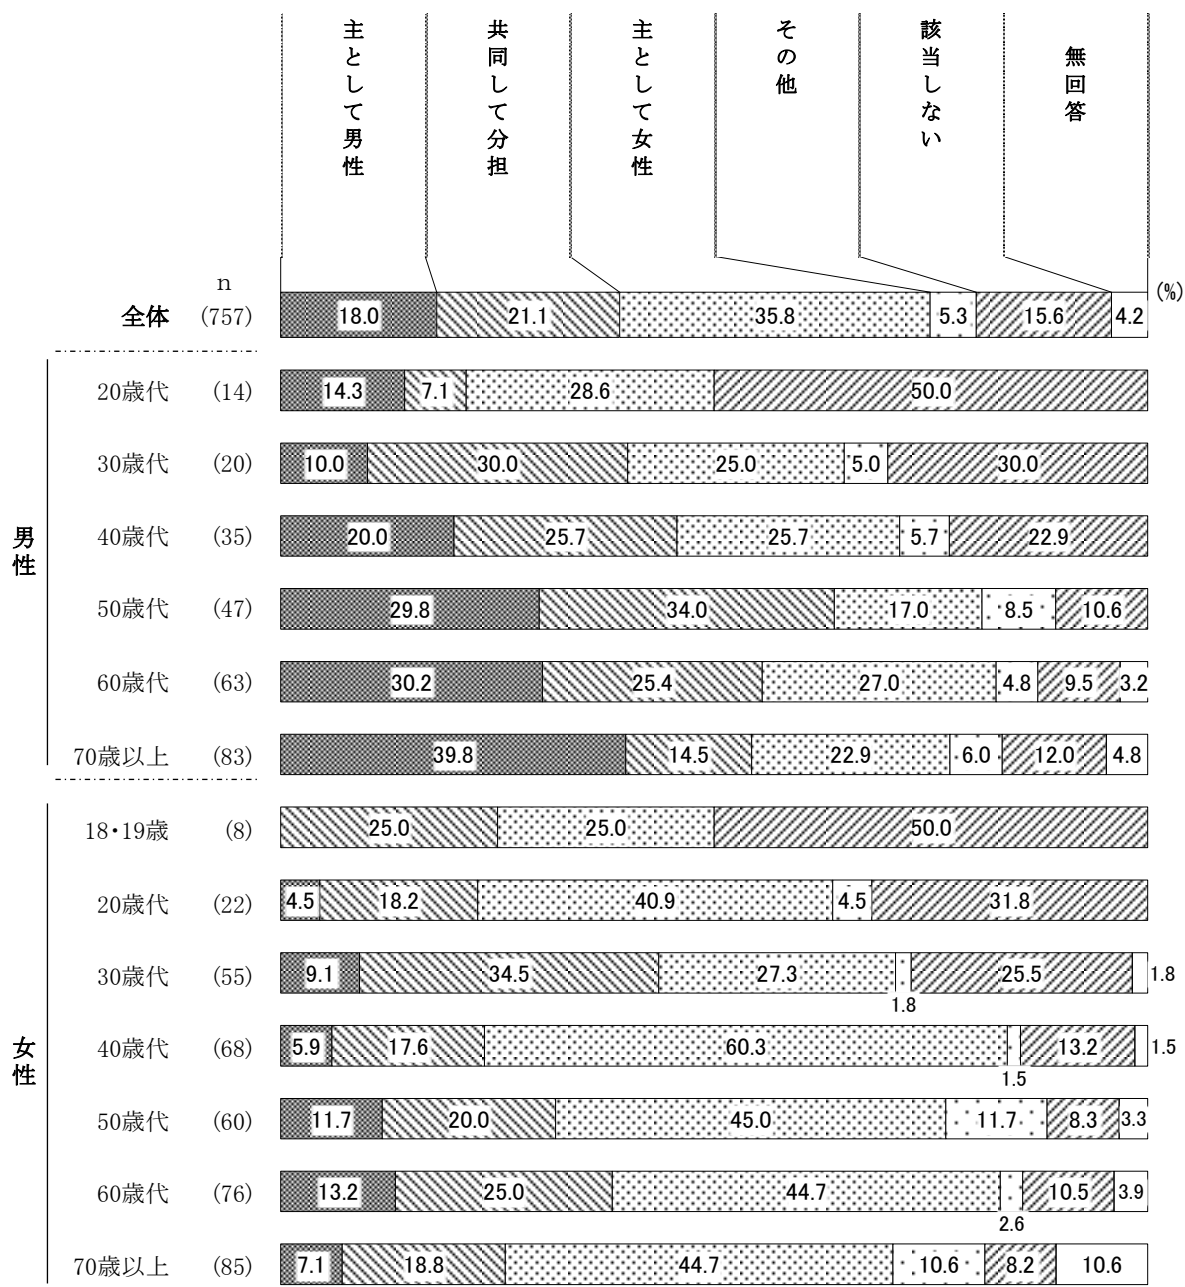 主として男性
共同して分担
主として女性
その他
該当しない
無回答
n
(%)
全体 (757) 18.0 21.1 35.8 5.3 15.6 4.2
男性
20歳代 (14) 14.3 7.1 28.6 50.0
30歳代 (20) 10.0 30.0 25.0 5.0 30.0
40歳代 (35) 20.0 25.7 25.7 5.7 22.9
50歳代 (47) 29.8 34.0 17.0 8.5 10.6
60歳代 (63) 30.2 25.4 27.0 4.8 9.5 3.2
70歳以上 (83) 39.8 14.5 22.9 6.0 12.0 4.8
女性
18・19歳 (8) 25.0 25.0 50.0
20歳代 (22) 4.5 18.2 40.9 4.5 31.8
30歳代 (55) 9.1 34.5 27.3 1.8 25.5 1.8
40歳代 (68) 5.9 17.6 60.3 1.5 13.2 1.5
50歳代 (60) 11.7 20.0 45.0 11.7 8.3 3.3
60歳代 (76) 13.2 25.0 44.7 2.6 10.5 3.9
70歳以上 (85) 7.1 18.8 44.7 10.6 8.2 10.6